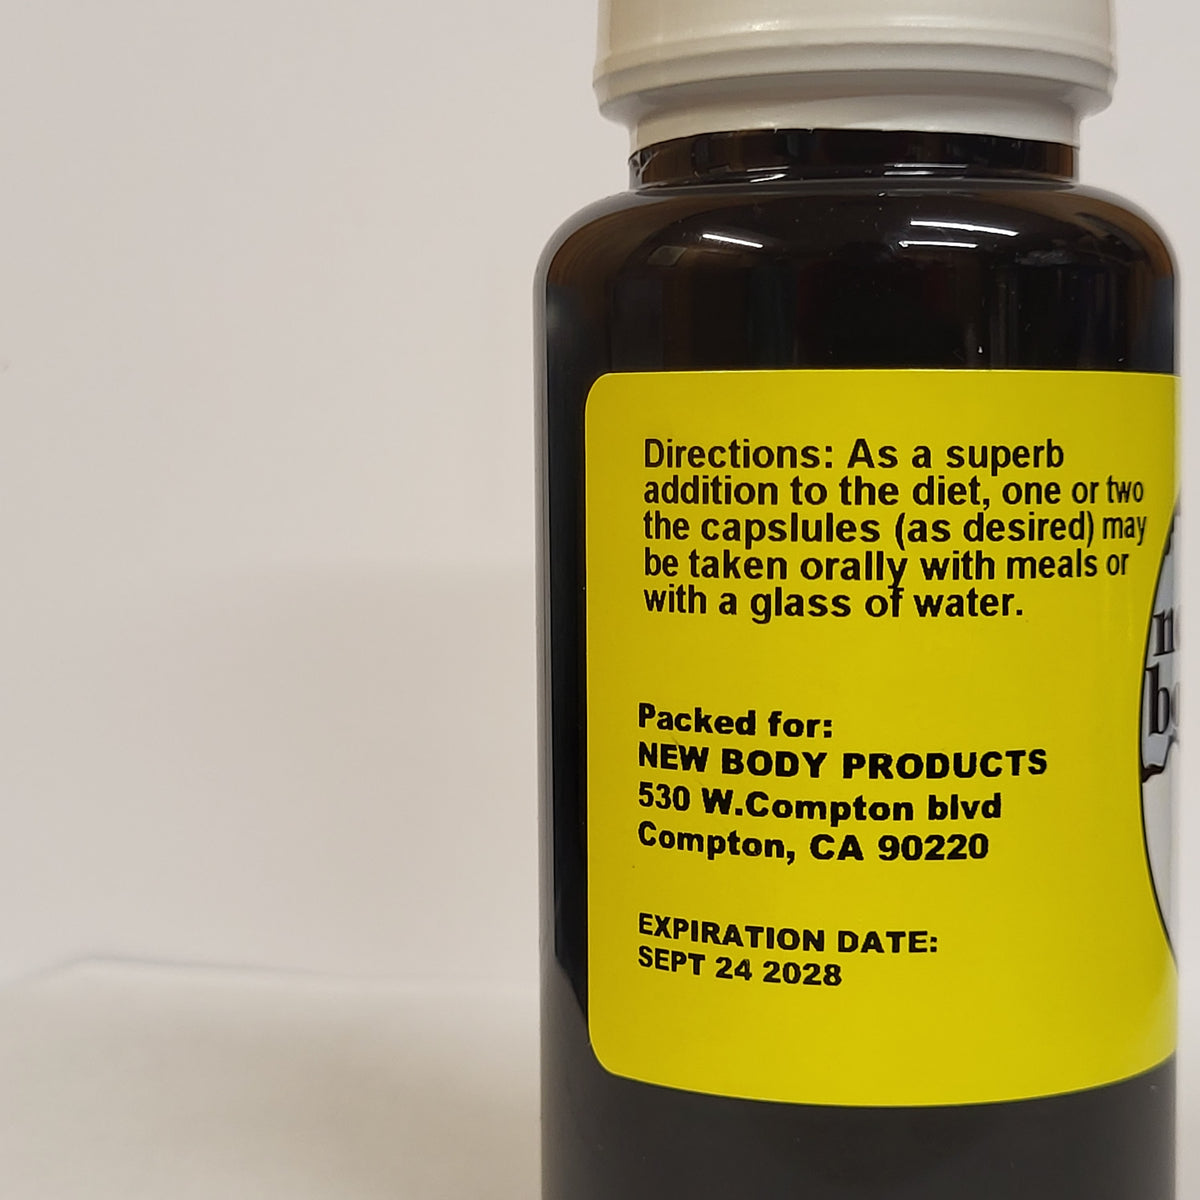 Directions: As a superb
addition to the diet, one or two
the capslules (as desired) may
be taken orally with meals or
with a glass of water.
Packed for:
NEW BODY PRODUCTS
530 W.Compton blvd
Compton, CA 90220
EXPIRATION DATE:
SEPT 24 2028